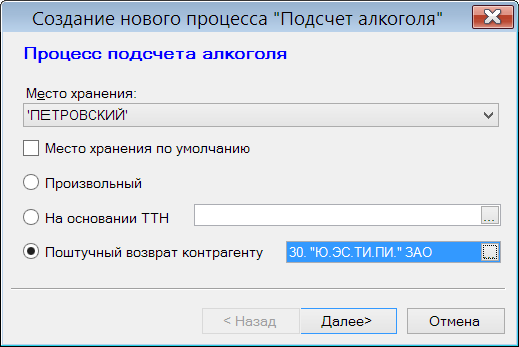 Создание нового процесса "Подсчет алкоголя"
Процесс подсчета алкоголя
Место хранения:
'ПЕТРОВСКИЙ'
Место хранения по умолчанию
Произвольный
На основании ТТН
...
Поштучный возврат контрагенту
30. "Ю.ЭС.ТИ.ПИ." ЗАО
< Назад Далее> Отмена